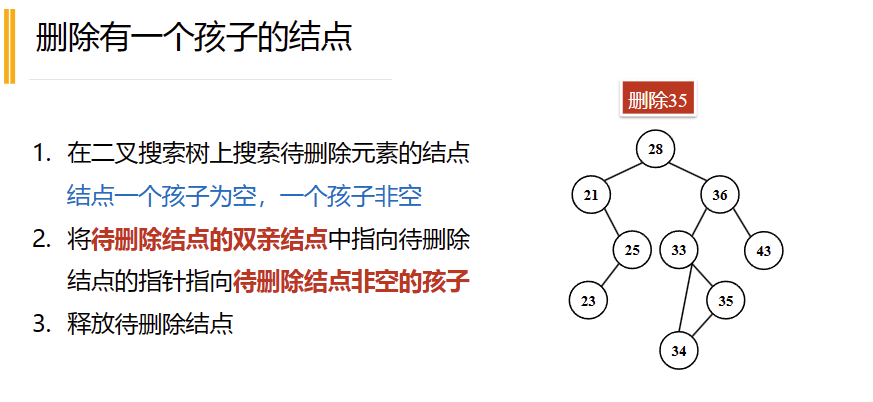 删除有一个孩子的结点
删除35
1. 在二叉搜索树上搜索待删除元素的结点
结点一个孩子为空，一个孩子非空
2. 将待删除结点的双亲结点中指向待删除
结点的指针指向待删除结点非空的孩子
3. 释放待删除结点
28
21 36
25 33 43
23 35
34